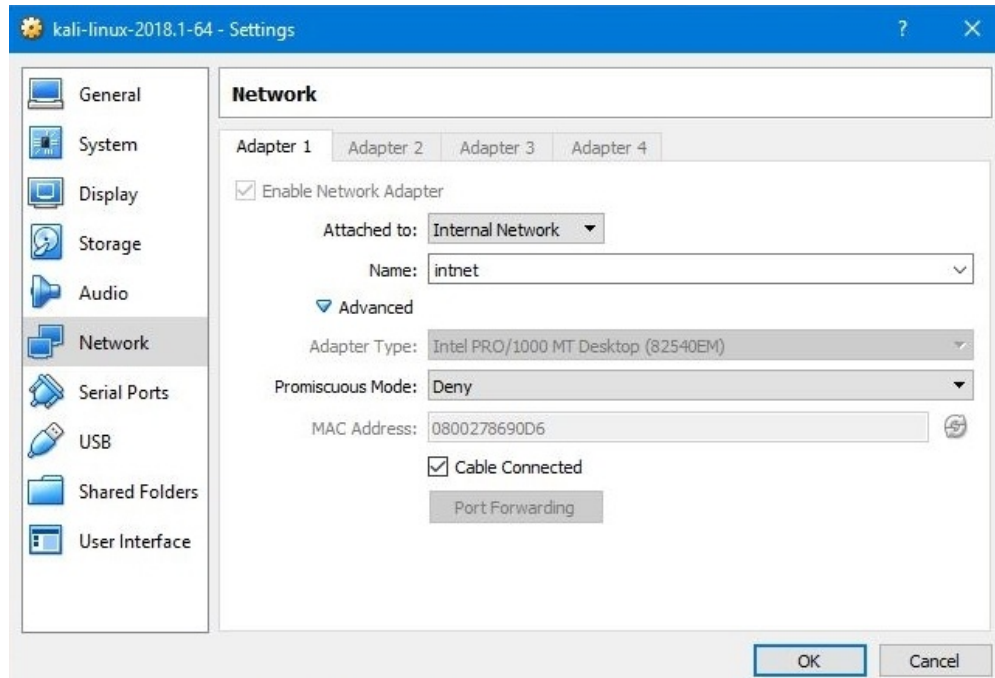 kali-linux-2018.1-64 - Settings
?
General
System
Display
Storage
Audio
Network
Serial Ports
USB
Shared Folders
User Interface
Network
Adapter 1 Adapter 2 Adapter 3 Adapter 4
Enable Network Adapter
Attached to: Internal Network
Name: intnet
Advanced
Adapter Type: Intel PRO/1000 MT Desktop (82540EM)
Promiscuous Mode: Deny
MAC Address: 0800278690D6
Cable Connected
Port Forwarding
OK Cancel